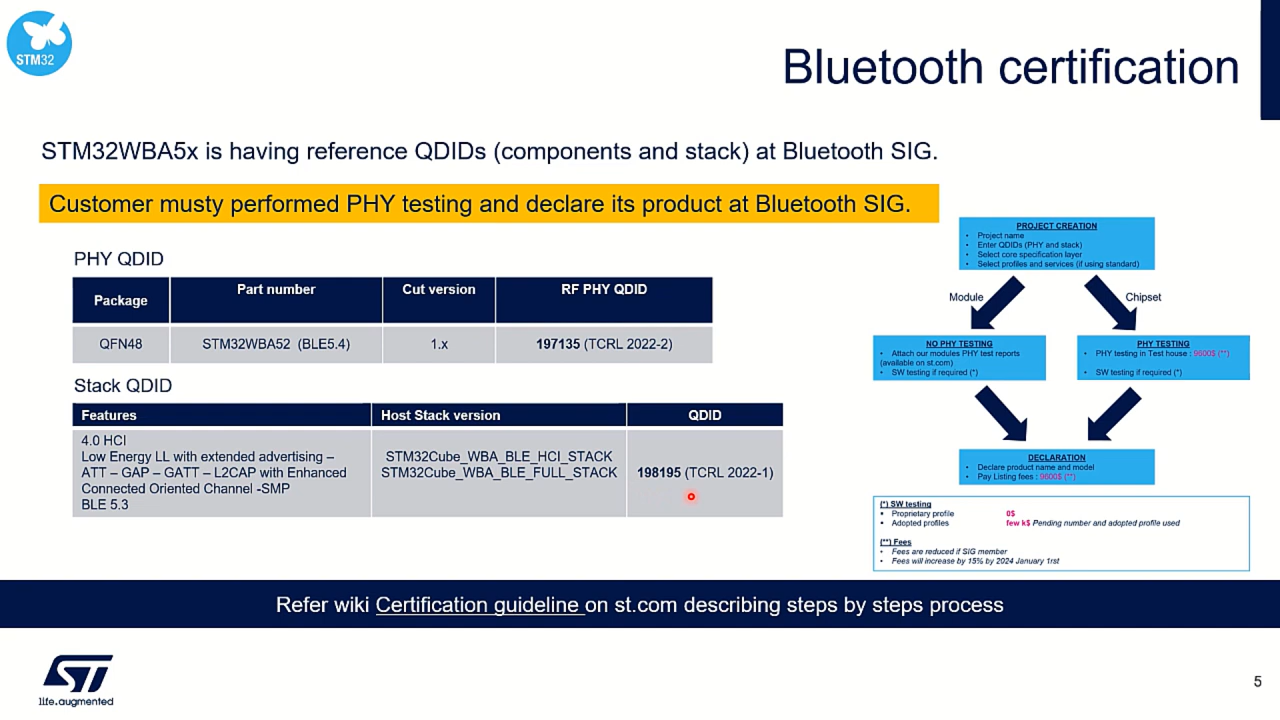 STM32
Bluetooth certification
STM32WBA5x is having reference QDIDs (components and stack) at Bluetooth SIG.
Customer musty performed PHY testing and declare its product at Bluetooth SIG.
PHY QDID
Package Part number Cut version RF PHY QDID
QFN48 STM32WBA52 (BLE5.4) 1.x 197135 (TCRL 2022-2)
Stack QDID
Features Host Stack version QDID
4.0 HCI
Low Energy LL with extended advertising –
ATT – GAP – GATT – L2CAP with Enhanced
Connected Oriented Channel -SMP
BLE 5.3
STM32Cube_WBA_BLE_HCI_STACK
STM32Cube_WBA_BLE_FULL_STACK
198195 (TCRL 2022-1)
PROJECT CREATION
• Project name
• Enter QDIDs (PHY and stack)
• Select core specification layer
• Select profiles and services (if using standard)
Module
Chipset
NO PHY TESTING
• Attach our modules PHY test reports
(available on st.com)
• SW testing if required (*)
PHY TESTING
• PHY testing in Test house : 9600$ (**)
• SW testing if required (*)
DECLARATION
• Declare product name and model
• Pay Listing fees : 9600$ (**)
(*) SW testing
• Proprietary profile 0$
• Adopted profiles few k$ Pending number and adopted profile used
(**) Fees
• Fees are reduced if SIG member
• Fees will increase by 15% by 2024 January 1rst
Refer wiki Certification guideline on st.com describing steps by steps process
ST
life.augmented
5